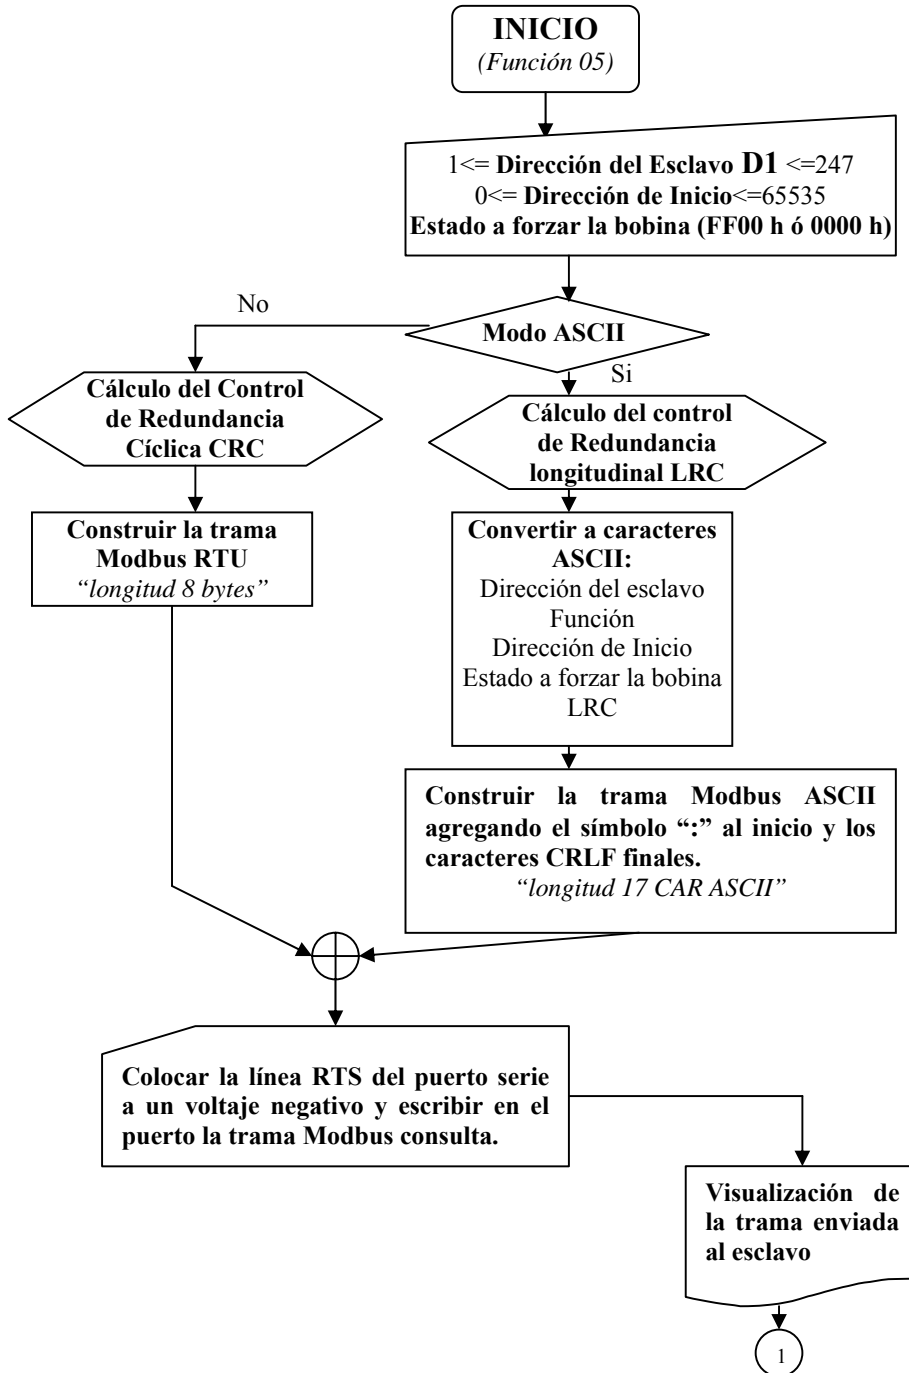 INICIO
(Función 05)
1<= Dirección del Esclavo D1 <=247
0<= Dirección de Inicio<=65535
Estado a forzar la bobina (FF00 h ó 0000 h)
No
Modo ASCII
Si
Cálculo del Control
de Redundancia
Cíclica CRC
Cálculo del control
de Redundancia
longitudinal LRC
Construir la trama
Modbus RTU
“longitud 8 bytes”
Convertir a caracteres
ASCII:
Dirección del esclavo
Función
Dirección de Inicio
Estado a forzar la bobina
LRC
Construir la trama Modbus ASCII
agregando el símbolo “:” al inicio y los
caracteres CRLF finales.
“longitud 17 CAR ASCII”
Colocar la línea RTS del puerto serie
a un voltaje negativo y escribir en el
puerto la trama Modbus consulta.
Visualización de
la trama enviada
al esclavo
1